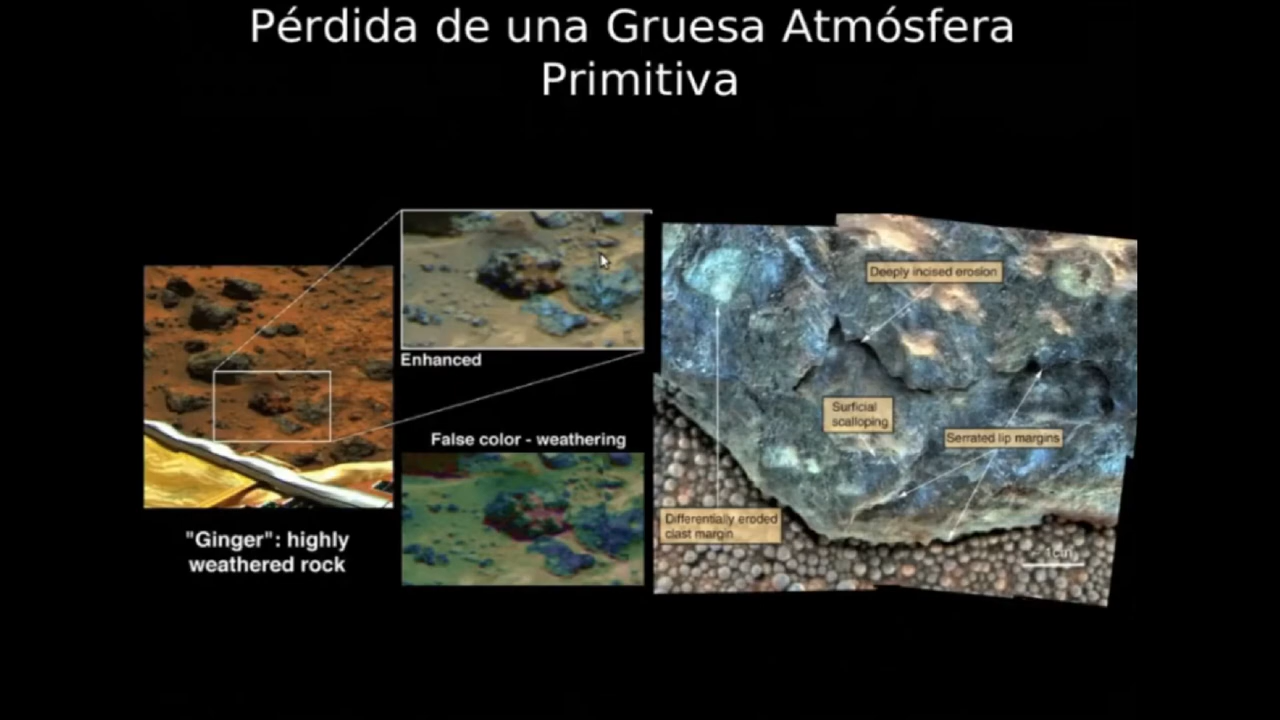 Pérdida de una Gruesa Atmósfera
Primitiva
Enhanced
False color - weathering
"Ginger": highly
weathered rock
Deeply incised erosion
Surficial
scalloping
Serrated lip margins
Differentially eroded
clast margin
1cm